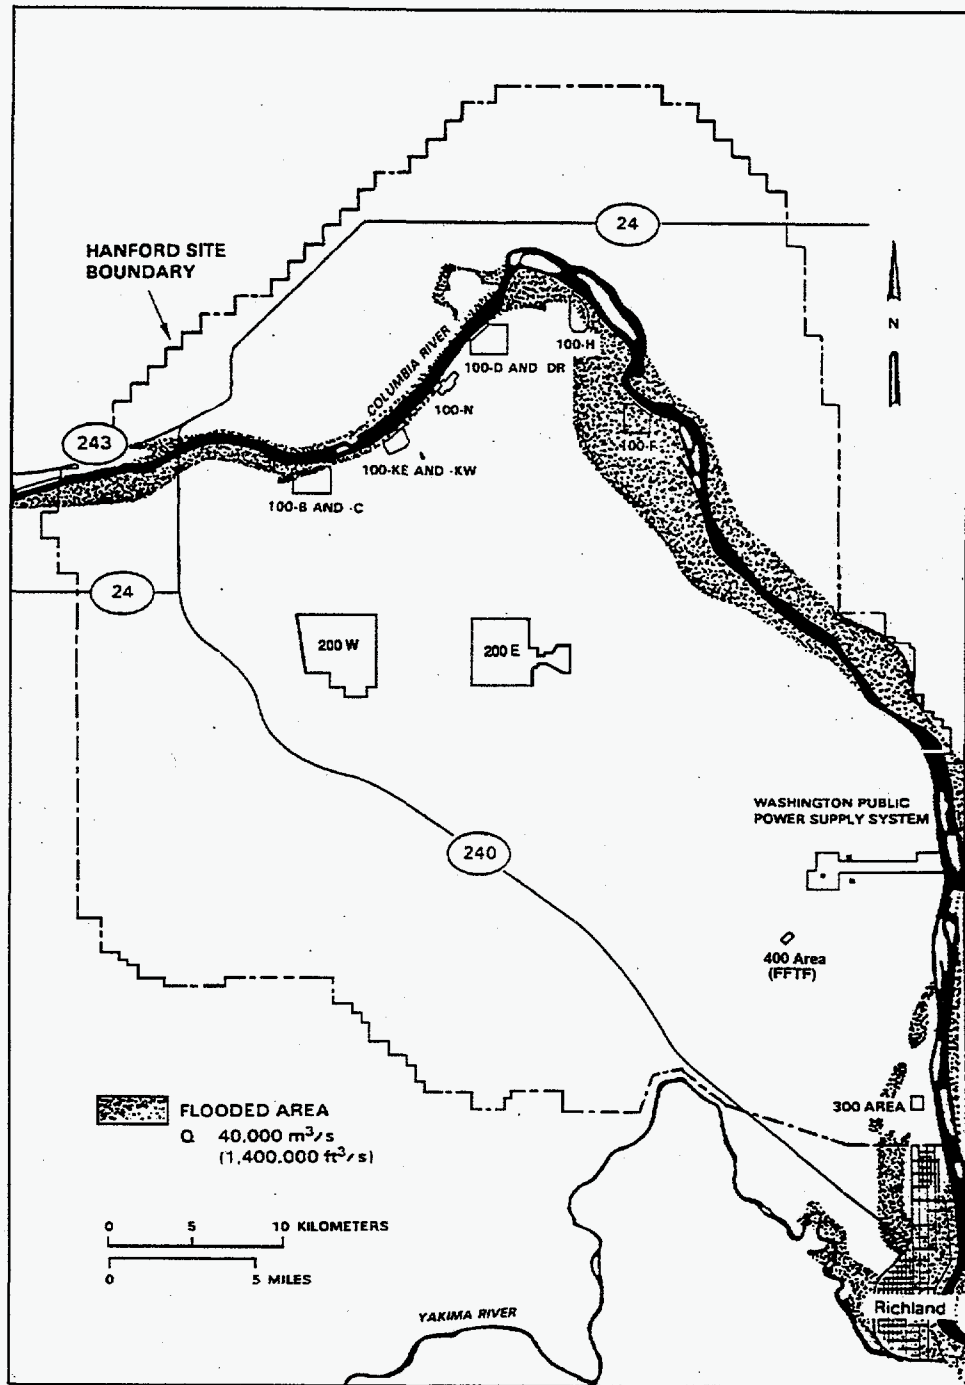 24
HANFORD SITE
BOUNDARY
N
COLUMBIA RIVER
100-H
100-D AND DR
100-N
243
100-F
100-KE AND -KW
100-B AND -C
24
200 W
200 E
WASHINGTON PUBLIC
POWER SUPPLY SYSTEM
240
400 Area
(FFTF)
300 AREA
FLOODED AREA
Q 40,000 m³/s
(1,400,000 ft³/s)
0 5 10 KILOMETERS
0 5 MILES
Richland
YAKIMA RIVER